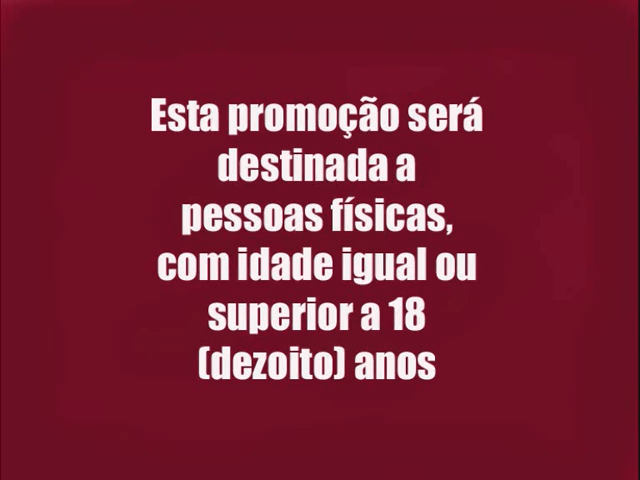 Esta promoção será
destinada a
pessoas físicas,
com idade igual ou
superior a 18
(dezoito) anos